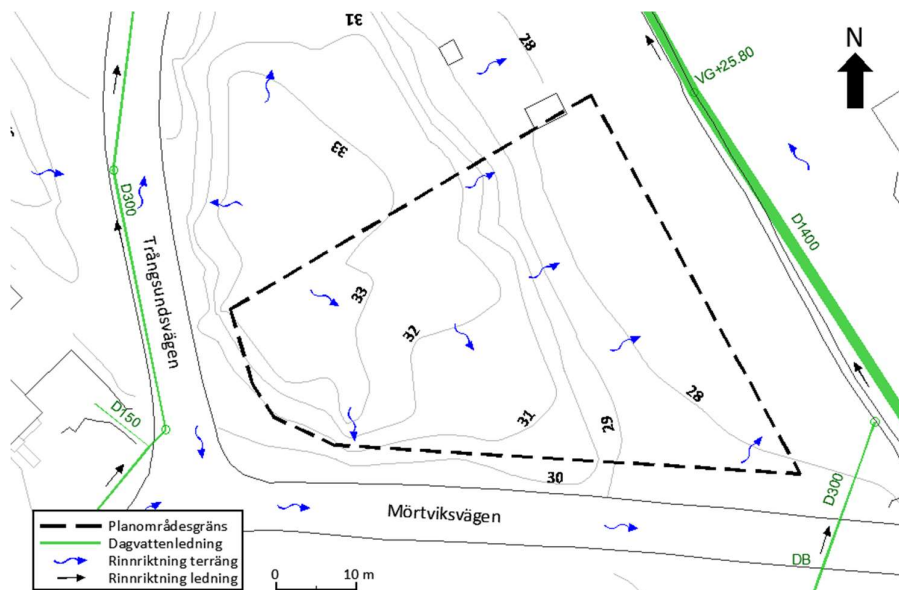 31
28
VG+25.80
N
33
D300
D1400
Trångsundsvägen
33
32
D150
28
31
29
30
D300
Mörtviksvägen
DB
Planområdesgräns
Dagvattenledning
Rinnriktning terräng
Rinnriktning ledning
0 10 m